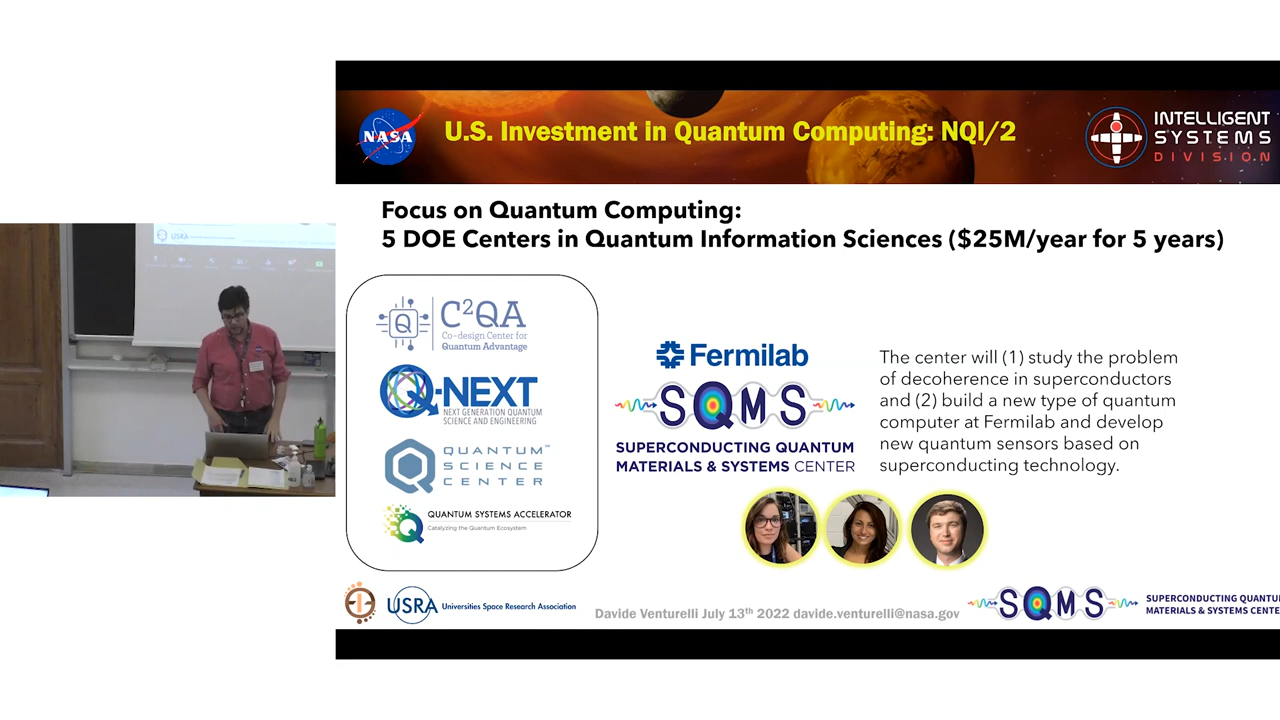 NASA
U.S. Investment in Quantum Computing: NQI/2
INTELLIGENT
SYSTEMS
DIVISION
Focus on Quantum Computing:
5 DOE Centers in Quantum Information Sciences ($25M/year for 5 years)
Q
C²QA
Co-design Center for
Quantum Advantage
Q-NEXT
NEXT GENERATION QUANTUM
SCIENCE AND ENGINEERING
QUANTUM
SCIENCE
CENTER
QUANTUM SYSTEMS ACCELERATOR
Catalyzing the Quantum Ecosystem
Fermilab
SQMS
SUPERCONDUCTING QUANTUM
MATERIALS & SYSTEMS CENTER
The center will (1) study the problem
of decoherence in superconductors
and (2) build a new type of quantum
computer at Fermilab and develop
new quantum sensors based on
superconducting technology.
USRA
USRA Universities Space Research Association
Davide Venturelli July 13th 2022 davide.venturelli@nasa.gov
SQMS
SUPERCONDUCTING QUANTU
MATERIALS & SYSTEMS CENTE